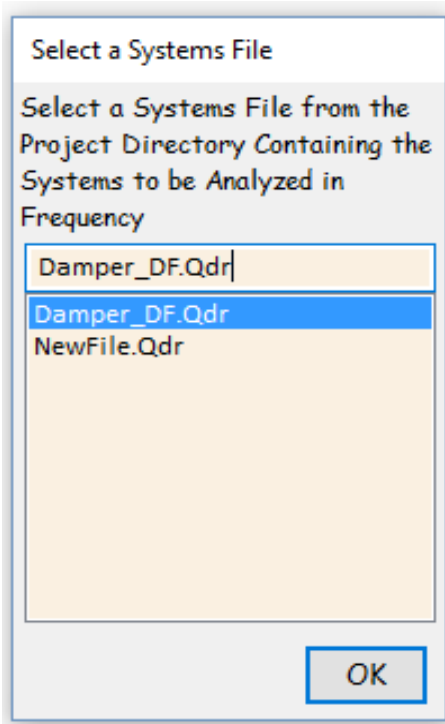 Select a Systems File
Select a Systems File from the
Project Directory Containing the
Systems to be Analyzed in
Frequency
Damper_DF.Qdr
Damper_DF.Qdr
NewFile.Qdr
OK